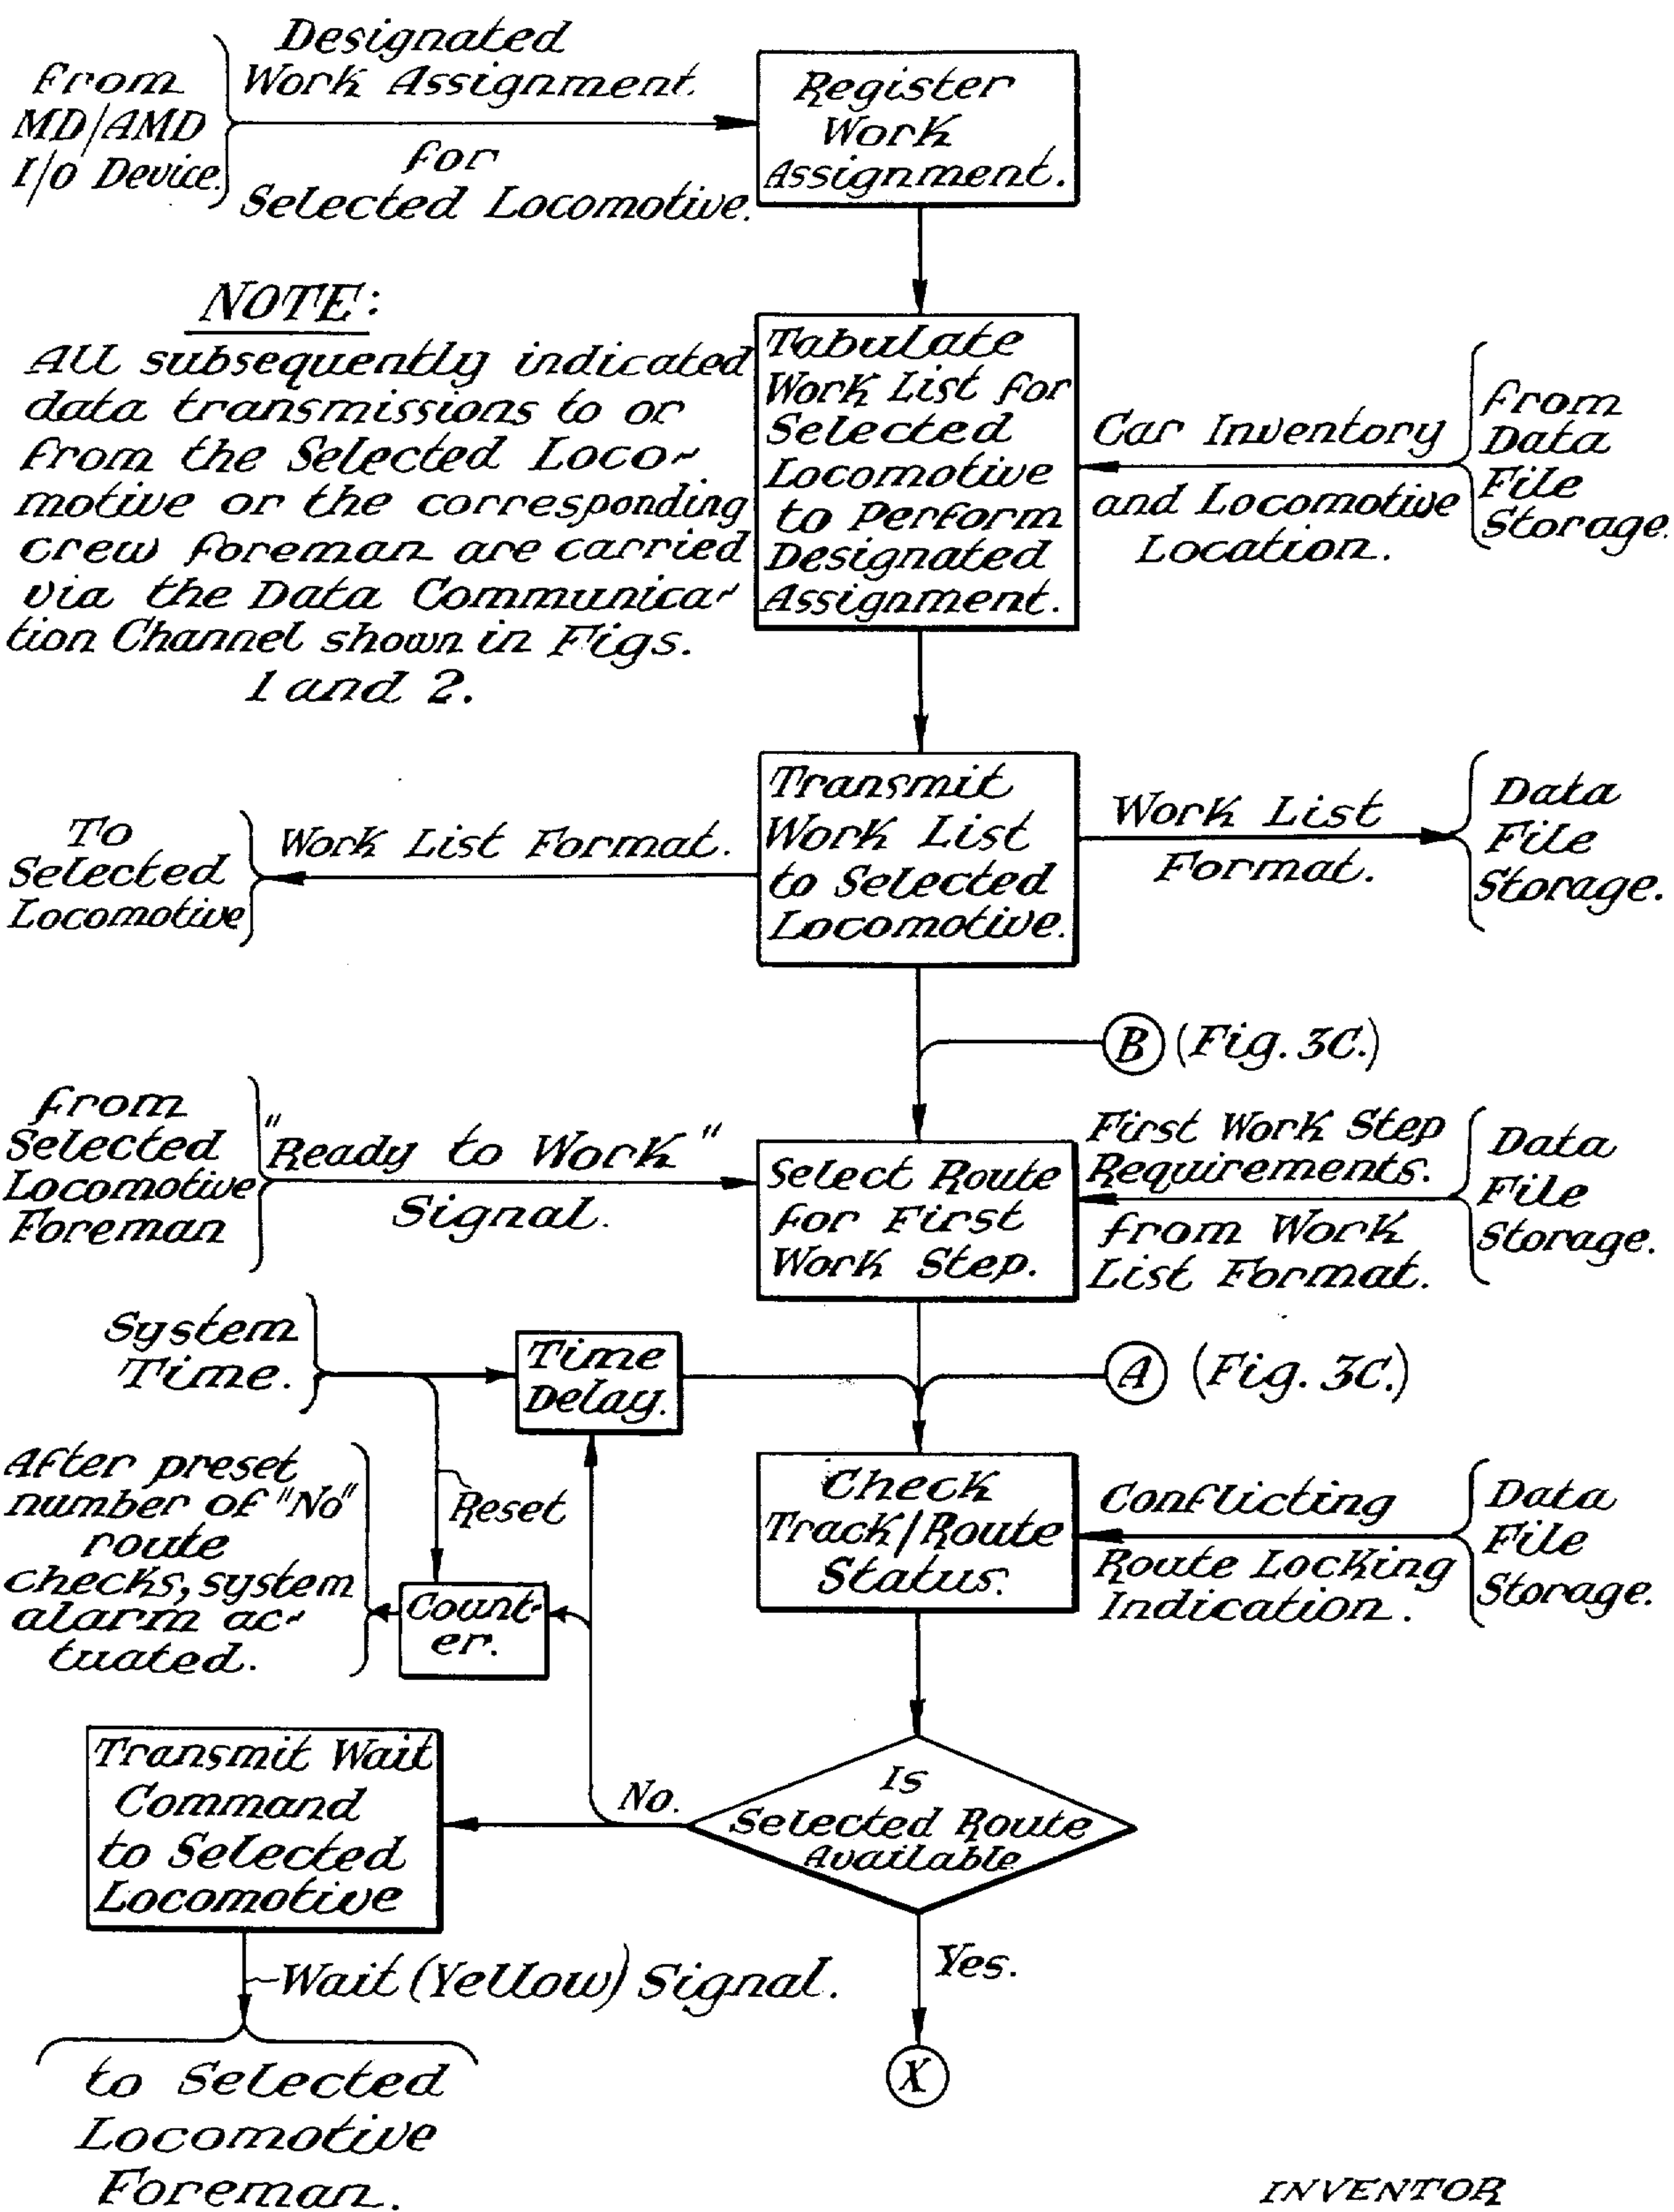 Designated
Work Assignment.
for
Selected Locomotive.
from
MD/AMD
I/O Device.
Register
Work
Assignment.
NOTE:
All subsequently indicated
data transmissions to or
from the Selected Loco-
motive or the corresponding
crew foreman are carried
via the Data Communica-
tion Channel shown in Figs.
1 and 2.
Tabulate
Work List for
Selected
Locomotive
to Perform
Designated
Assignment.
Car Inventory
and Locomotive
Location.
from
Data
File
Storage.
To
Selected
Locomotive
Work List Format.
Transmit
Work List
to Selected
Locomotive.
Work List
Format.
Data
File
Storage.
B (Fig. 3C.)
from
Selected
Locomotive
Foreman
"Ready to Work"
Signal.
Select Route
for First
Work Step.
First Work Step
Requirements.
from Work
List Format.
Data
File
Storage.
System
Time.
Time
Delay.
A (Fig. 3C.)
After preset
number of "No"
route
checks, system
alarm ac-
tuated.
Reset
Count-
er.
Check
Track/Route
Status.
Conflicting
Route Locking
Indication.
Data
File
Storage.
Transmit Wait
Command
to Selected
Locomotive
No.
Is
Selected Route
Available
Yes.
X
Wait (Yellow) Signal.
to Selected
Locomotive
Foreman.
INVENTOR